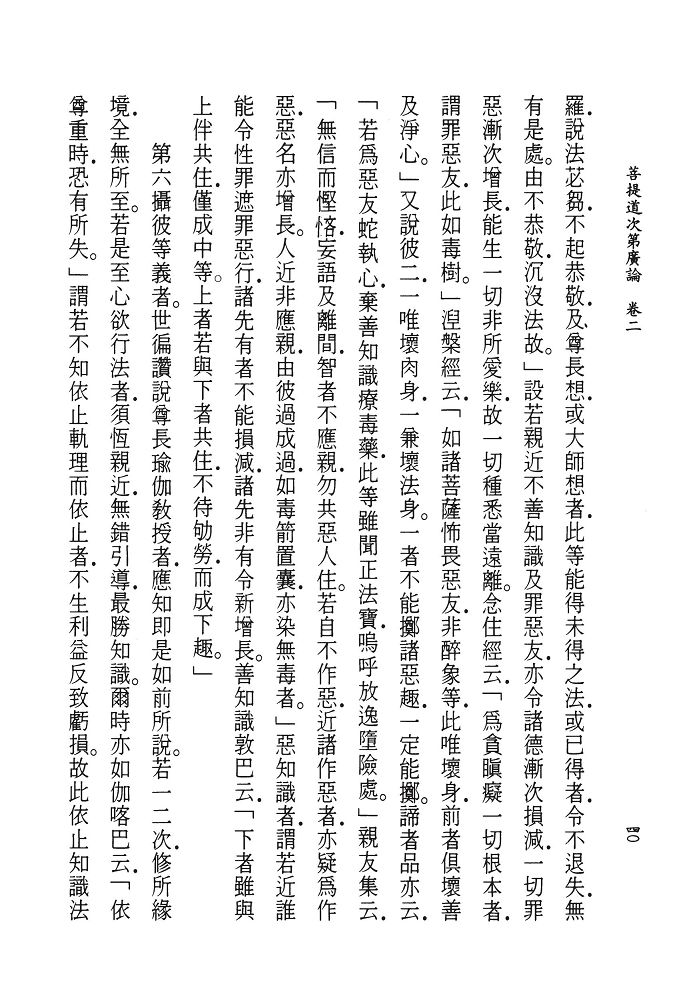 菩提道次第廣論　卷二
四〇
羅．說法苾芻．不起恭敬．及尊長想．或大師想者．此等能得未得之法．或已得者．令不退失．無
有是處。由不恭敬．沉沒法故。」設若親近不善知識及罪惡友．亦令諸德漸次損減．一切罪
惡漸次增長．能生一切非所愛樂．故一切種悉當遠離。念住經云．「為貪瞋癡一切根本者．
謂罪惡友．此如毒樹。」涅槃經云．「如諸菩薩怖畏惡友．非醉象等．此唯壞身．前者俱壞善
及淨心。」又說彼二．一唯壞肉身．一兼壞法身。一者不能擲諸惡趣．一定能擲。諦者品亦云．
「若為惡友蛇執心．棄善知識療毒藥．此等雖聞正法寶．嗚呼放逸墮險處。」親友集云．
「無信而慳悋．妄語及離間．智者不應親．勿共惡人住。若自不作惡．近諸作惡者．亦疑為作
惡．惡名亦增長。人近非應親．由彼過成過．如毒箭置囊．亦染無毒者。」惡知識者．謂若近誰
能令性罪遮罪惡行．諸先有者不能損減．諸先非有令新增長。善知識敦巴云．「下者雖與
上伴共住．僅成中等。上者若與下者共住．不待劬勞．而成下趣。」
第六攝彼等義者。世徧讚說尊長瑜伽教授者．應知即是如前所說。若一二次．修所緣
境．全無所至。若是至心欲行法者．須恆親近．無錯引導．最勝知識。爾時亦如伽喀巴云．「依
尊重時．恐有所失。」謂若不知依止軌理而依止者．不生利益反致虧損。故此依止知識法